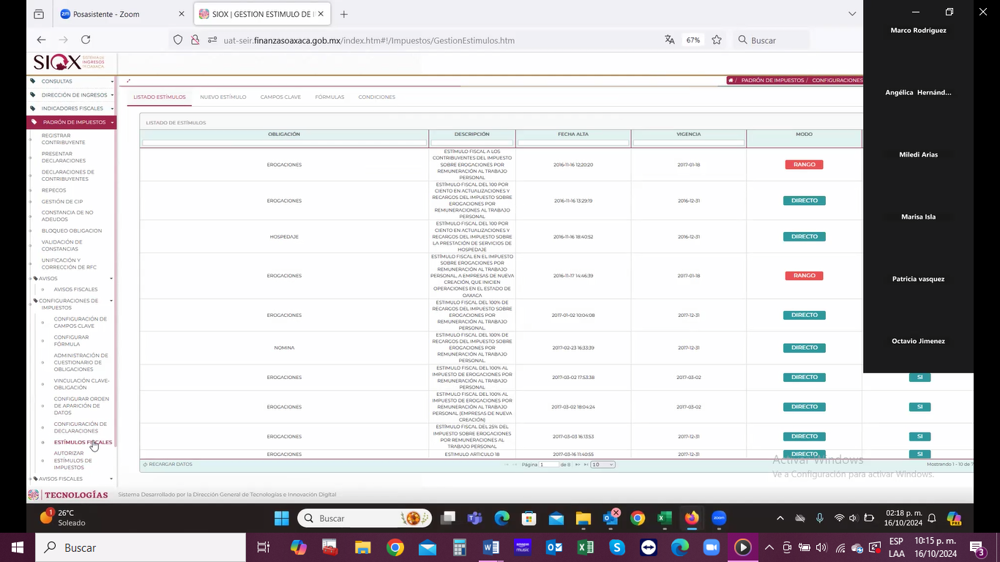 Posasistente - Zoom
SIOX | GESTION ESTIMULO DE I
uat-seir.finanzasoaxaca.gob.mx/index.htm#!/Impuestos/GestionEstimulos.htm
67%
Buscar
SIOX SISTEMA DE INGRESOS DE OAXACA
CONSULTAS
DIRECCIÓN DE INGRESOS
INDICADORES FISCALES
PADRÓN DE IMPUESTOS
REGISTRAR
CONTRIBUYENTE
PRESENTAR
DECLARACIONES
DECLARACIONES DE
CONTRIBUYENTES
REPECOS
GESTIÓN DE CIP
CONSTANCIA DE NO
ADEUDOS
BLOQUEO OBLIGACION
VALIDACIÓN DE
CONSTANCIAS
UNIFICACIÓN Y
CORRECCIÓN DE RFC
AVISOS
AVISOS FISCALES
CONFIGURACIONES DE
IMPUESTOS
CONFIGURACIÓN DE
CAMPOS CLAVE
CONFIGURAR
FÓRMULA
ADMINISTRACIÓN DE
CUESTIONARIO DE
OBLIGACIONES
VINCULACIÓN CLAVE-
OBLIGACIÓN
CONFIGURAR ORDEN
DE APARICIÓN DE
DATOS
CONFIGURACIÓN DE
DECLARACIONES
ESTÍMULOS FISCALES
AUTORIZAR
ESTÍMULOS DE
IMPUESTOS
AVISOS FISCALES
PADRÓN DE IMPUESTOS / CONFIGURACIONES
LISTADO ESTÍMULOS NUEVO ESTÍMULO CAMPOS CLAVE FÓRMULAS CONDICIONES
LISTADO DE ESTÍMULOS
OBLIGACIÓN DESCRIPCIÓN FECHA ALTA VIGENCIA MODO
ESTÍMULO FISCAL A LOS
CONTRIBUYENTES DEL IMPUESTO
EROGACIONES SOBRE EROGACIONES POR 2016-11-16 12:20:20 2017-01-18 RANGO
REMUNERACIÓN AL TRABAJO
PERSONAL
ESTÍMULO FISCAL DEL 100 POR
CIENTO EN ACTUALIZACIONES Y
EROGACIONES RECARGOS DEL IMPUESTO SOBRE 2016-11-16 13:29:19 2016-12-31 DIRECTO
EROGACIONES POR
REMUNERACIONES AL TRABAJO
PERSONAL
ESTÍMULO FISCAL DEL 100 POR
CIENTO EN ACTUALIZACIONES Y
HOSPEDAJE RECARGOS DEL IMPUESTO SOBRE 2016-11-16 18:40:52 2016-12-31 DIRECTO
LA PRESTACIÓN DE SERVICIOS DE
HOSPEDAJE
ESTÍMULO FISCAL EN EL IMPUESTO
SOBRE EROGACIONES POR
REMUNERACIONES AL TRABAJO
EROGACIONES PERSONAL, A EMPRESAS DE NUEVA 2016-11-17 14:46:39 2017-01-18 RANGO
CREACIÓN, QUE INICIEN
OPERACIONES EN EL ESTADO DE
OAXACA
ESTIMULO FISCAL DEL 100% DE
RECARGOS DEL IMPUESTO SOBRE
EROGACIONES EROGACIONES POR 2017-01-02 10:04:08 2017-12-31 DIRECTO
REMUNERACIÓN AL TRABAJO
PERSONAL.
ESTIMULO FISCAL DEL 100% DE
RECARGOS DEL IMPUESTO SOBRE
NOMINA EROGACIONES POR 2017-02-23 16:33:39 2017-12-31 DIRECTO
REMUNERACIÓN AL TRABAJO
PERSONAL.
ESTIMULO FISCAL DEL 100% AL
IMPUESTO DE EROGACIONES POR
EROGACIONES REMUNERACIÓN AL TRABAJO 2017-03-02 17:53:38 2017-03-02 DIRECTO SI
PERSONAL
ESTIMULO FISCAL DEL 100% AL
IMPUESTO DE EROGACIONES POR
EROGACIONES REMUNERACIÓN AL TRABAJO 2017-03-02 18:04:24 2017-03-02 DIRECTO SI
PERSONAL (EMPRESAS DE NUEVA
CREACIÓN)
ESTIMULO FISCAL DEL 25% DEL
IMPUESTO SOBRE EROGACIONES
EROGACIONES POR REMUNERACIONES AL 2017-03-03 16:13:53 2017-12-31 DIRECTO SI
TRABAJO PERSONAL
EROGACIONES ESTIMULO ARTICULO 18 2017-03-16 11:40:55 2017-12-31 DIRECTO SI
RECARGAR DATOS Página 1 de 8 10 Mostrando 1 - 10 de 7
Activar Windows
Ve a Configuración para activar Windows.
TECNOLOGÍAS Sistema Desarrollado por la Dirección General de Tecnologías e Innovación Digital
Marco Rodríguez
Angélica Hernánd...
Miledi Arias
Marisa Isla
Patricia vasquez
Octavio Jimenez
1
26°C
Soleado
Buscar
zoom
PRE
02:18 p. m.
16/10/2024
Buscar
amazon
music
ESP
LAA
10:15 p. m.
16/10/2024
3